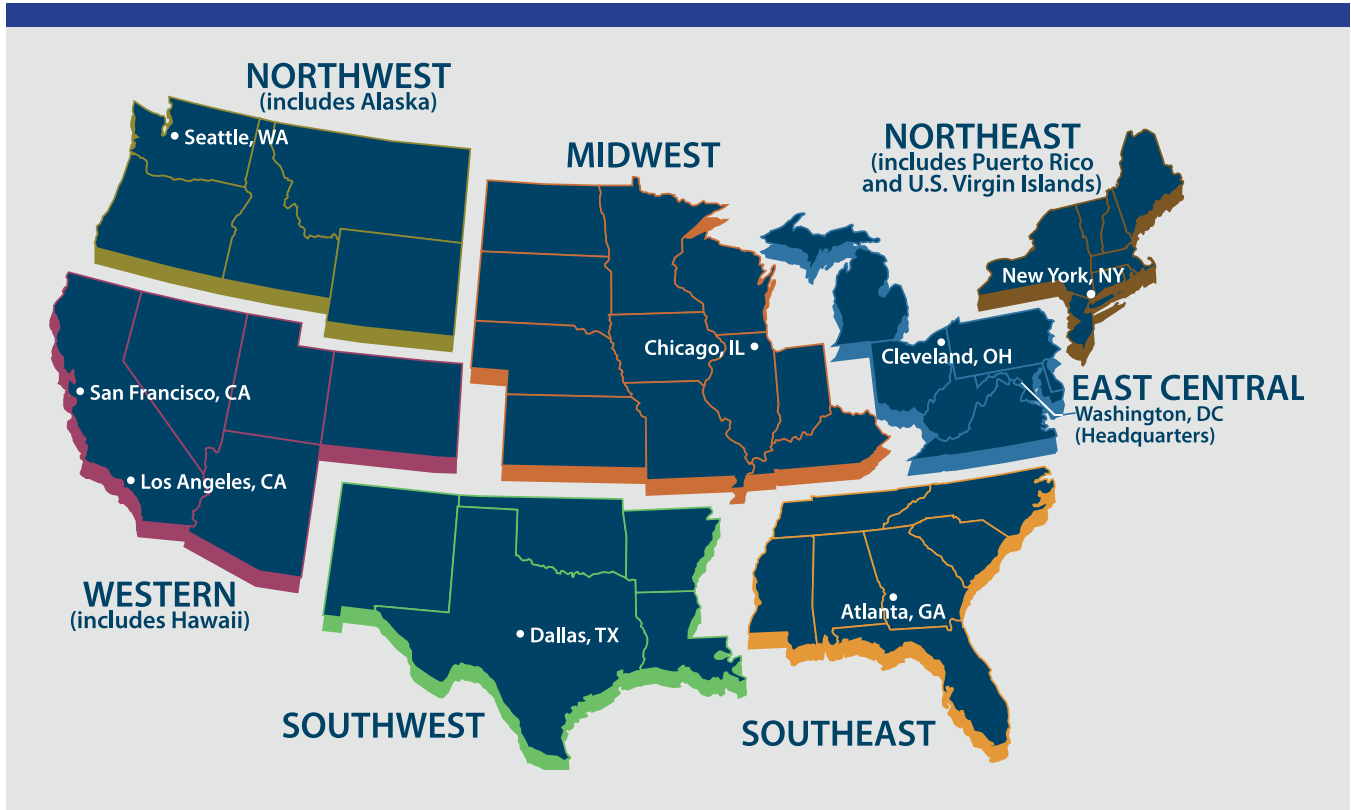 NORTHWEST
(includes Alaska)
Seattle, WA
MIDWEST
NORTHEAST
(includes Puerto Rico
and U.S. Virgin Islands)
New York, NY
Chicago, IL
Cleveland, OH
EAST CENTRAL
Washington, DC
(Headquarters)
San Francisco, CA
Los Angeles, CA
WESTERN
(includes Hawaii)
Dallas, TX
Atlanta, GA
SOUTHWEST
SOUTHEAST